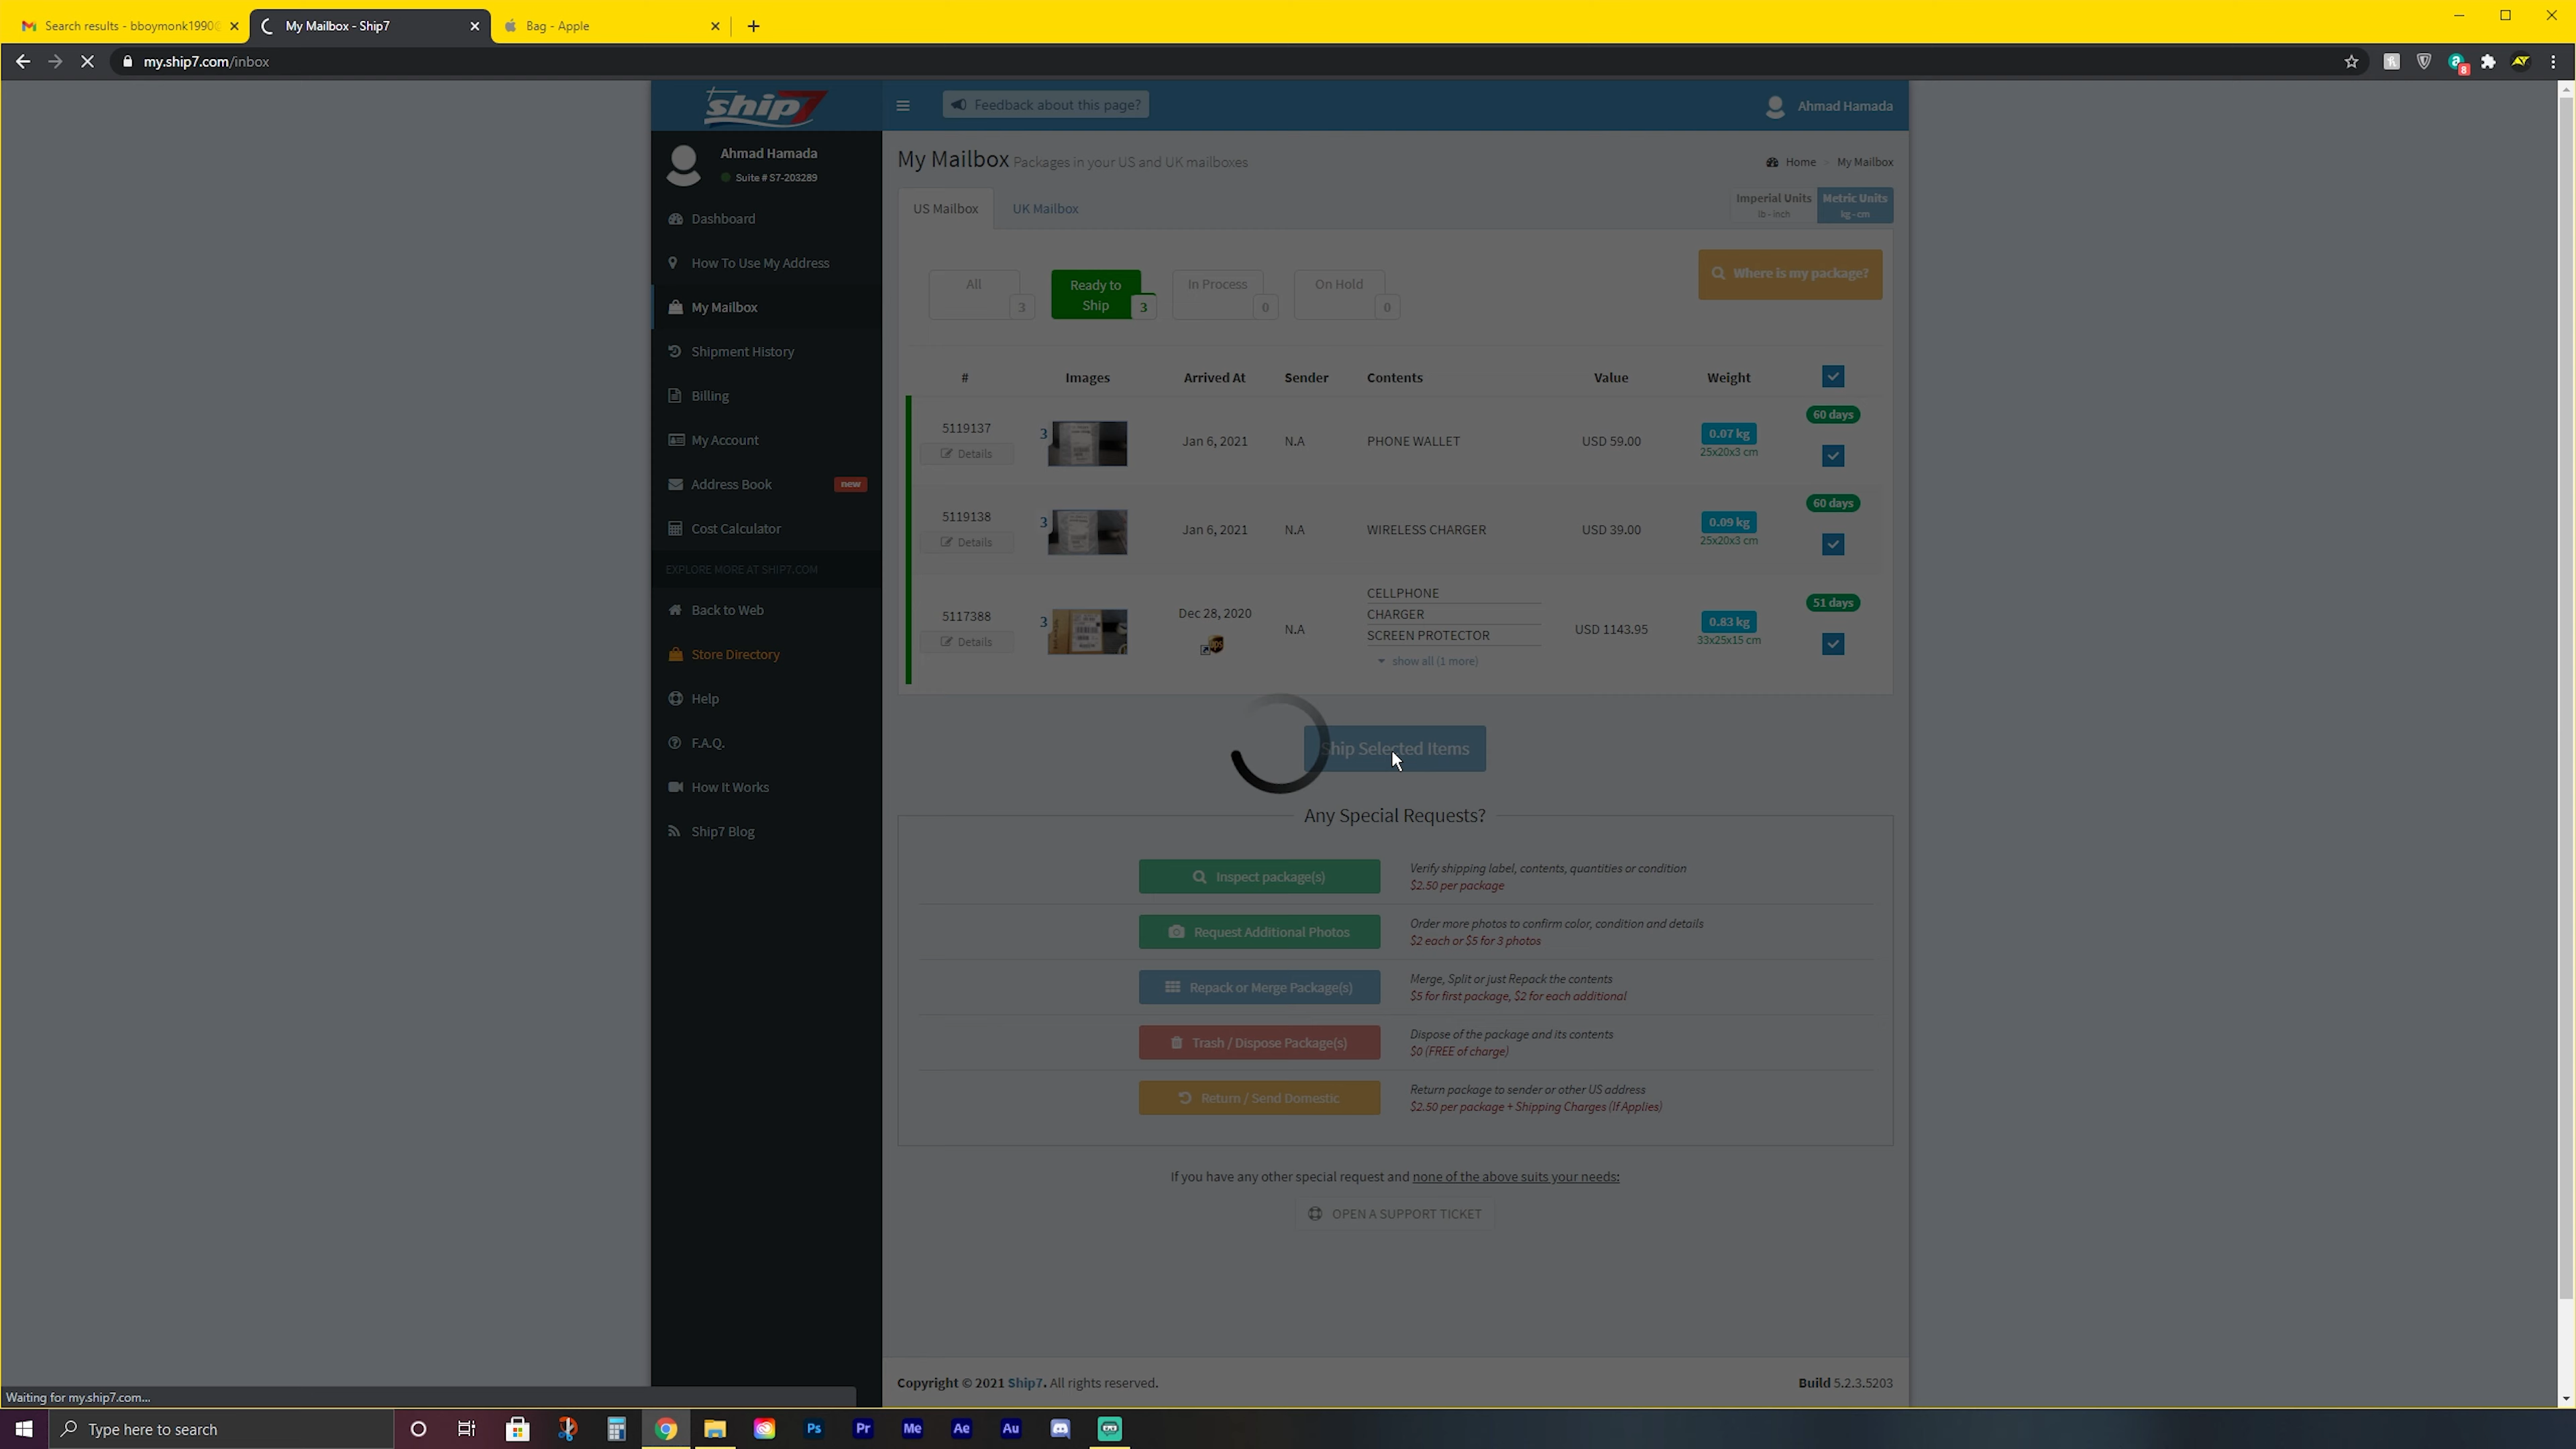 Search results - bboymonk1990@
My Mailbox - Ship7
Bag - Apple
my.ship7.com/inbox
8
ship7
Feedback about this page?
Ahmad Hamada
Ahmad Hamada
Suite # S7-203289
Dashboard
How To Use My Address
My Mailbox
Shipment History
Billing
My Account
Address Book
new
Cost Calculator
EXPLORE MORE AT SHIP7.COM
Back to Web
Store Directory
Help
F.A.Q.
How It Works
Ship7 Blog
My Mailbox Packages in your US and UK mailboxes
Home
My Mailbox
US Mailbox
UK Mailbox
Imperial Units
lb - inch
Metric Units
kg - cm
All
3
Ready to
Ship
3
In Process
0
On Hold
0
Where is my package?
# Images Arrived At Sender Contents Value Weight
60 days
5119137
Details
3
Jan 6, 2021
N.A
PHONE WALLET
USD 59.00
0.07 kg
25x20x3 cm
60 days
5119138
Details
3
Jan 6, 2021
N.A
WIRELESS CHARGER
USD 39.00
0.09 kg
25x20x3 cm
51 days
5117388
Details
3
Dec 28, 2020
N.A
CELLPHONE
CHARGER
SCREEN PROTECTOR
show all (1 more)
USD 1143.95
0.83 kg
33x25x15 cm
Ship Selected Items
Any Special Requests?
Inspect package(s)
Verify shipping label, contents, quantities or condition
$2.50 per package
Request Additional Photos
Order more photos to confirm color, condition and details
$2 each or $5 for 3 photos
Repack or Merge Package(s)
Merge, Split or just Repack the contents
$5 for first package, $2 for each additional
Trash / Dispose Package(s)
Dispose of the package and its contents
$0 (FREE of charge)
Return / Send Domestic
Return package to sender or other US address
$2.50 per package + Shipping Charges (If Applies)
If you have any other special request and none of the above suits your needs:
OPEN A SUPPORT TICKET
Copyright © 2021 Ship7. All rights reserved.
Build 5.2.3.5203
Waiting for my.ship7.com...
Type here to search
Ps
Pr
Me
Ae
Au